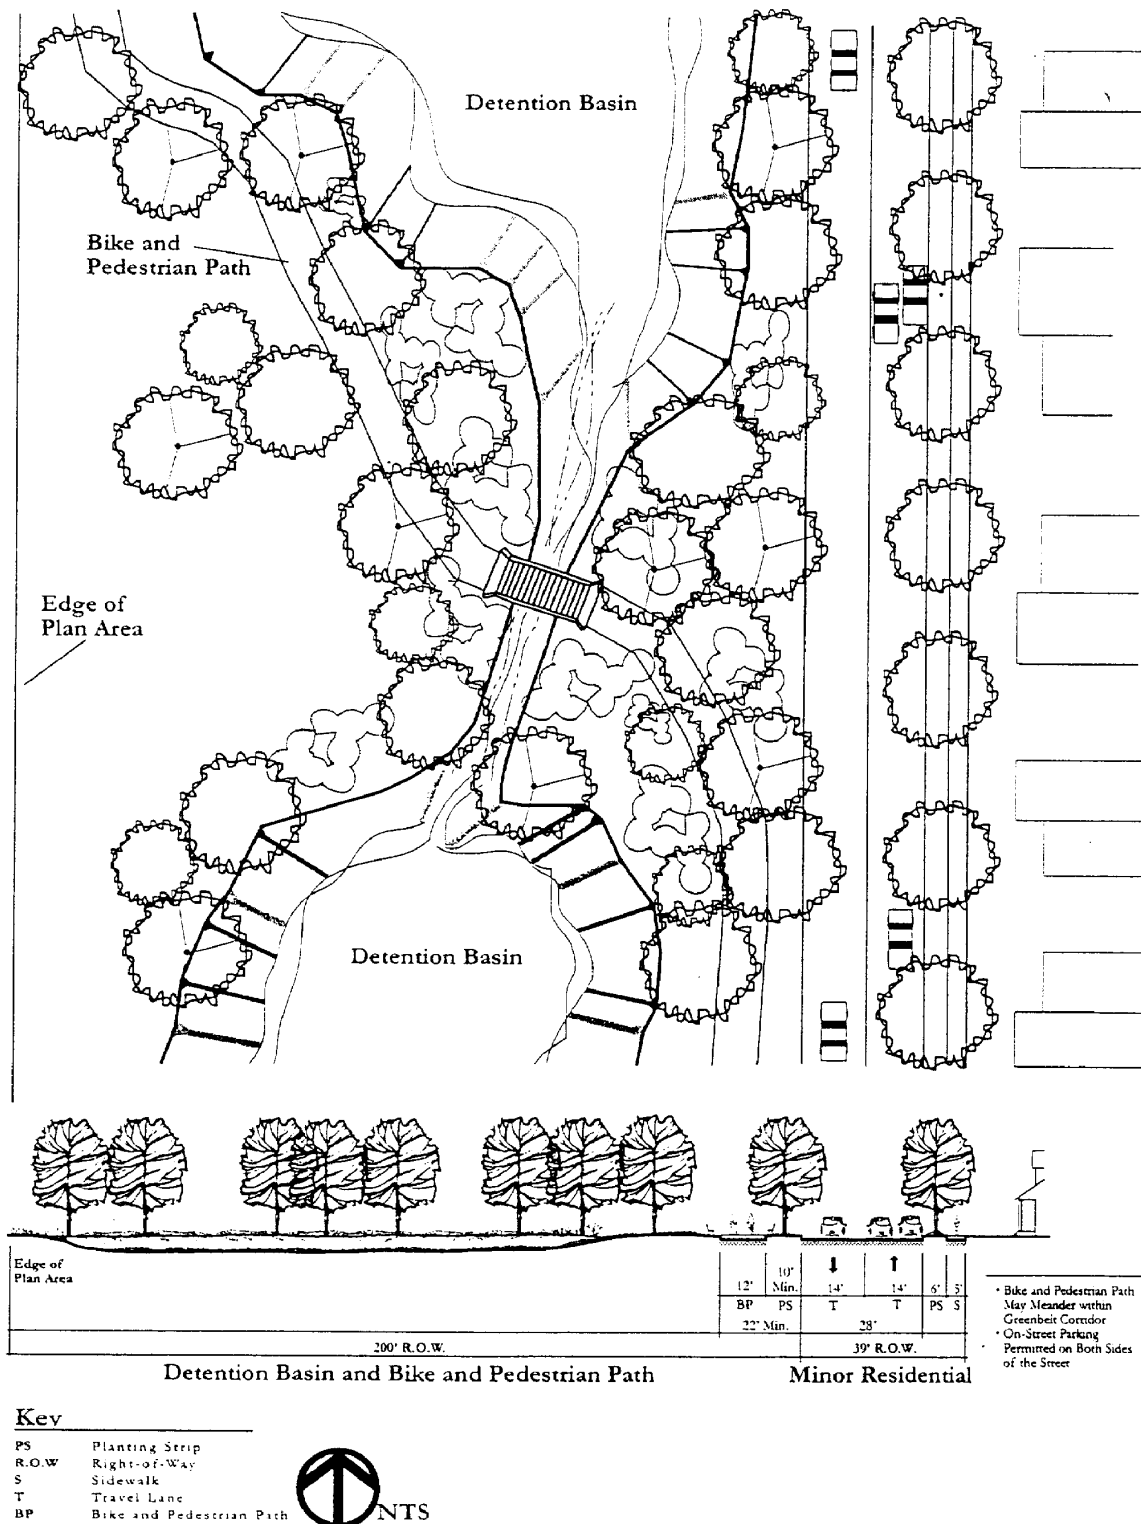 Detention Basin
Bike and
Pedestrian Path
Edge of
Plan Area
Detention Basin
Edge of
Plan Area
12'
10'
Min.
14'
14'
6'
5'
BP
PS
T
T
PS
S
22' Min.
28'
200' R.O.W.
39' R.O.W.
Detention Basin and Bike and Pedestrian Path
Minor Residential
* Bike and Pedestrian Path
May Meander within
Greenbelt Corridor
* On-Street Parking
Permitted on Both Sides
of the Street
Key
PS Planting Strip
R.O.W Right-of-Way
S Sidewalk
T Travel Lane
BP Bike and Pedestrian Path
NTS